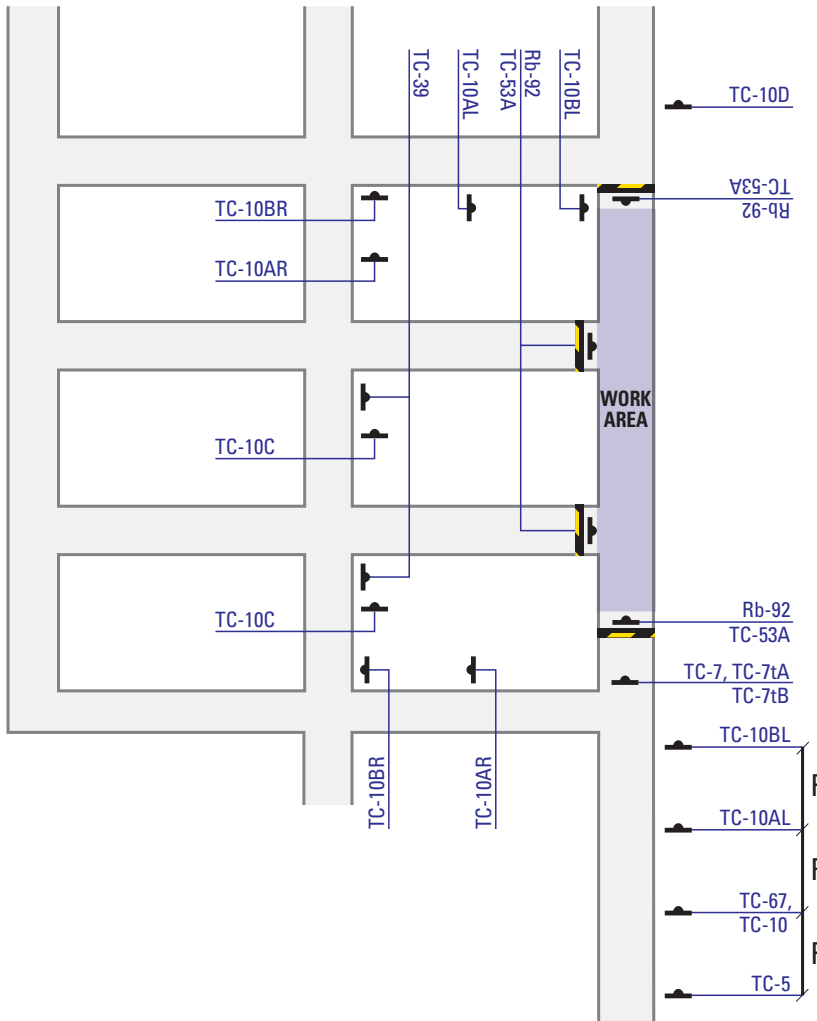 TC-39
TC-10AL
Rb-92
TC-53A
TC-10BL
TC-10D
TC-53A
Rb-92
TC-10BR
TC-10AR
WORK
AREA
TC-10C
TC-10C
Rb-92
TC-53A
TC-7, TC-7tA
TC-7tB
TC-10BL
TC-10BR
TC-10AR
TC-10AL
TC-67,
TC-10
TC-5